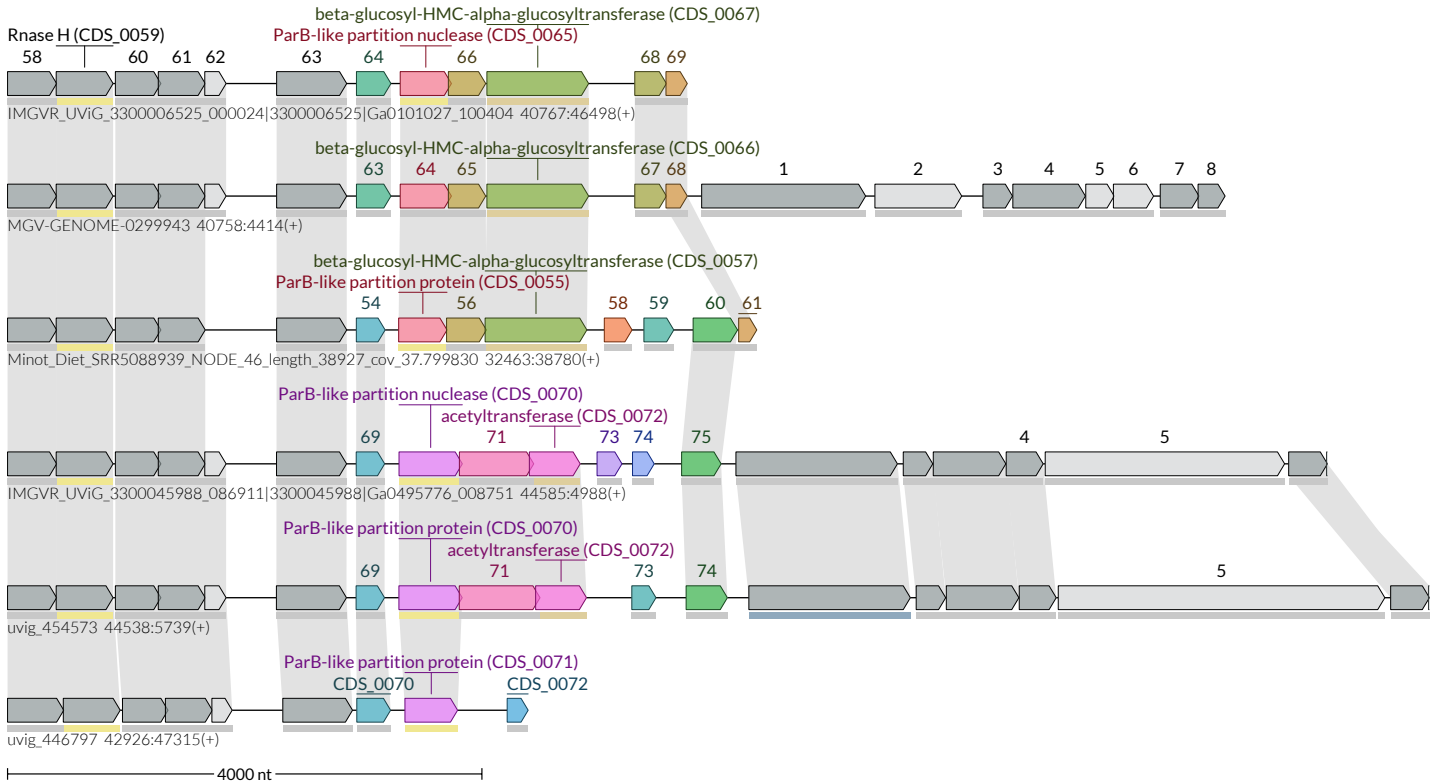 beta-glucosyl-HMC-alpha-glucosyltransferase (CDS_0067)
Rnase H (CDS_0059) ParB-like partition nuclease (CDS_0065)
58 60 61 62 63 64 66 68 69
IMGVR_UViG_3300006525_000024|3300006525|Ga0101027_100404 40767:46498(+)
beta-glucosyl-HMC-alpha-glucosyltransferase (CDS_0066)
63 64 65 67 68 1 2 3 4 5 6 7 8
MGV-GENOME-0299943 40758:4414(+)
beta-glucosyl-HMC-alpha-glucosyltransferase (CDS_0057)
ParB-like partition protein (CDS_0055)
54 56 58 59 60 61
Minot_Diet_SRR5088939_NODE_46_length_38927_cov_37.799830 32463:38780(+)
ParB-like partition nuclease (CDS_0070)
acetyltransferase (CDS_0072)
69 71 73 74 75 4 5
IMGVR_UViG_3300045988_086911|3300045988|Ga0495776_008751 44585:4988(+)
ParB-like partition protein (CDS_0070)
acetyltransferase (CDS_0072)
69 71 73 74 5
uvig_454573 44538:5739(+)
ParB-like partition protein (CDS_0071)
CDS_0070 CDS_0072
uvig_446797 42926:47315(+)
4000 nt